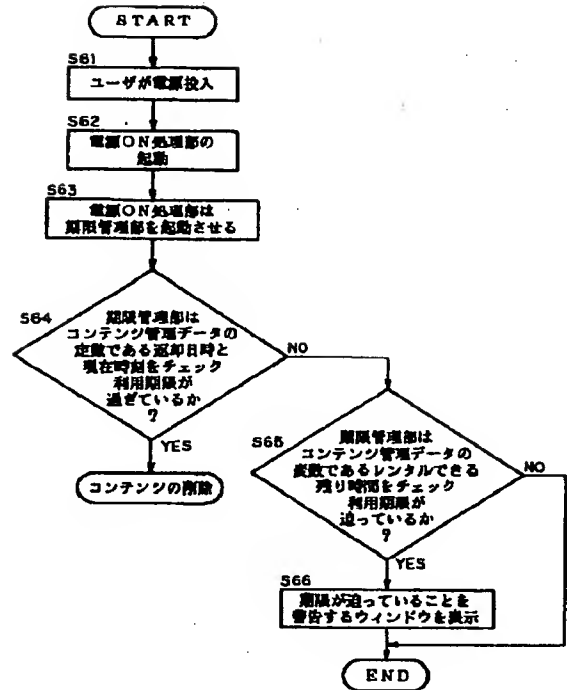 START
S61
ユーザが電源投入
S62
電源ON処理部の
起動
S63
電源ON処理部は
期限管理部を起動させる
S64
期限管理部は
コンテンツ管理データの
定数である返却日時と
現在時刻をチェック
利用期限が
過ぎているか
?
NO
YES
コンテンツの削除
S65
期限管理部は
コンテンツ管理データの
変数であるレンタルできる
残り時間をチェック
利用期限が
迫っているか
?
NO
YES
S66
期限が迫っていることを
警告するウィンドウを表示
END